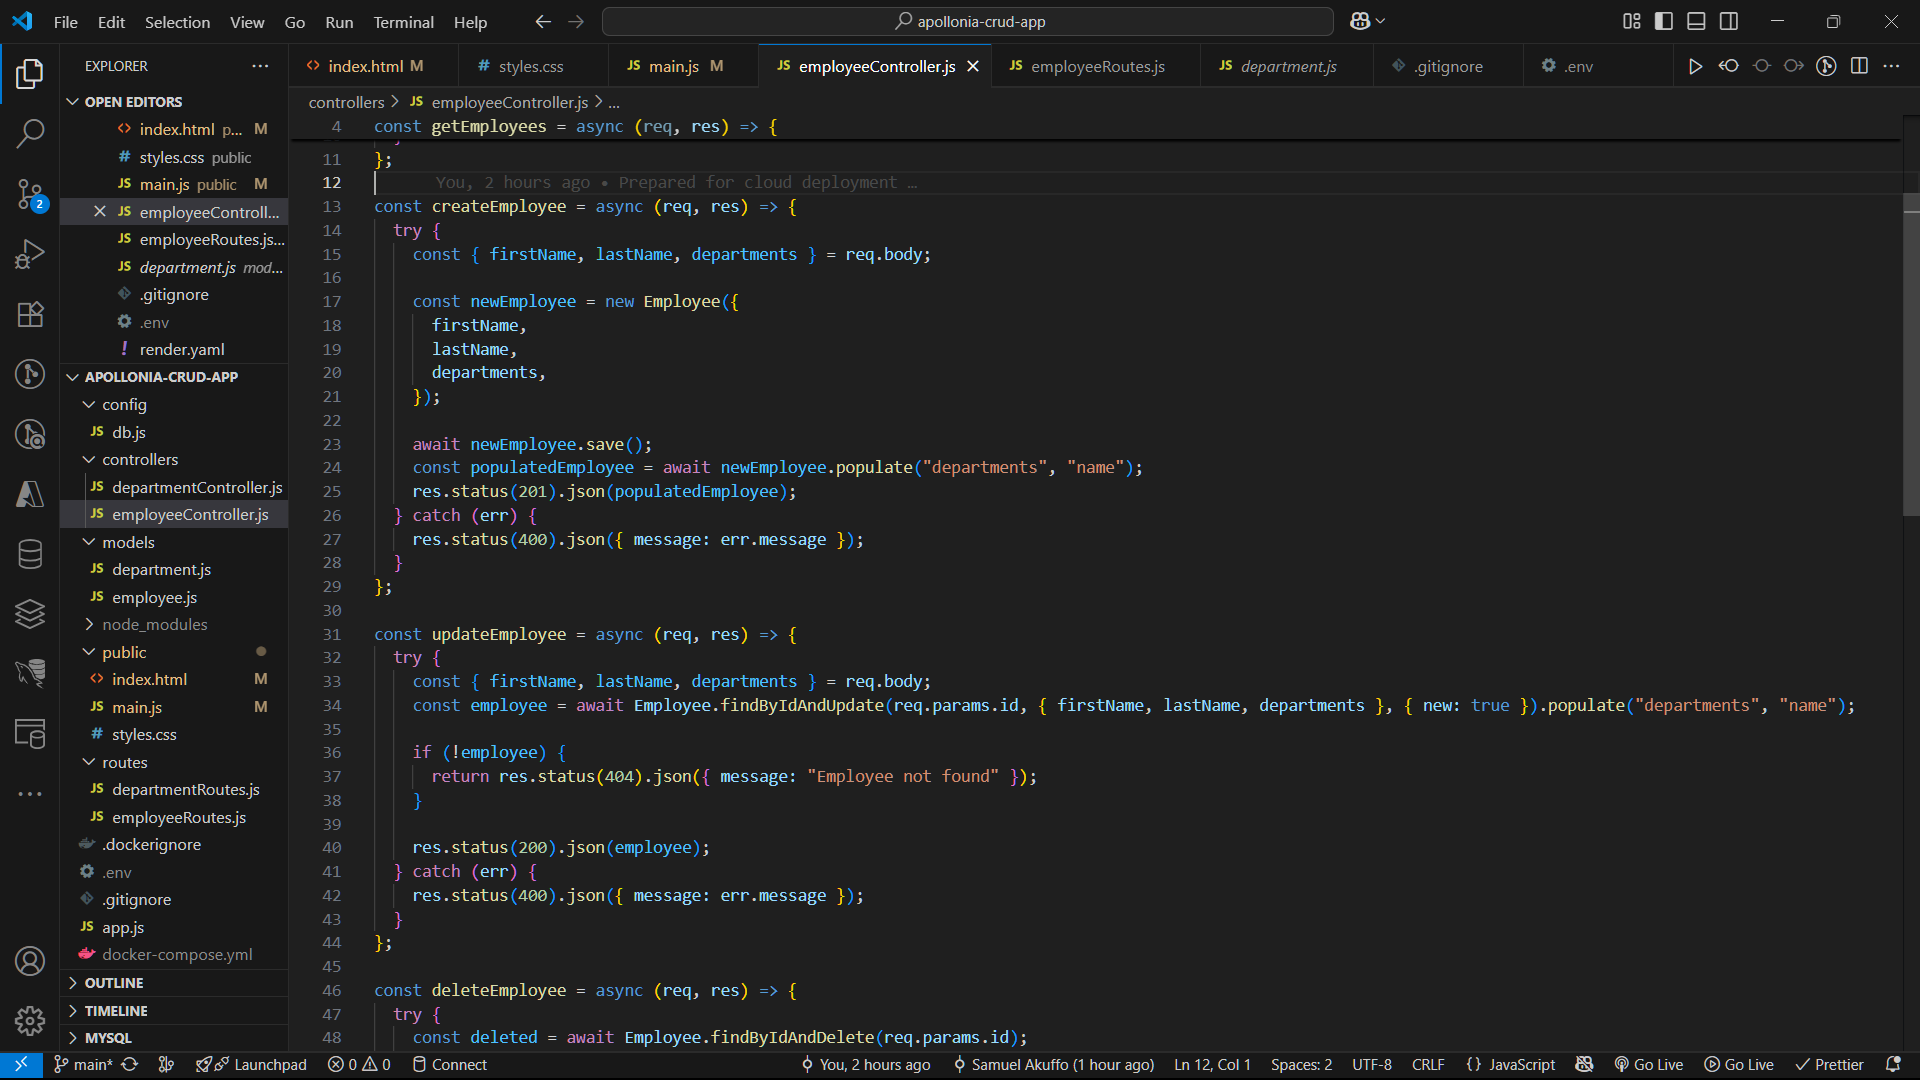 File Edit Selection View Go Run Terminal Help
apollonia-crud-app
EXPLORER
OPEN EDITORS
index.html p... M
styles.css public
main.js public M
employeeControll...
employeeRoutes.js...
department.js mod...
.gitignore
.env
render.yaml
APOLLONIA-CRUD-APP
config
db.js
controllers
departmentController.js
employeeController.js
models
department.js
employee.js
node_modules
public
index.html M
main.js M
styles.css
routes
departmentRoutes.js
employeeRoutes.js
.dockerignore
.env
.gitignore
app.js
docker-compose.yml
OUTLINE
TIMELINE
MYSQL
2
index.html M styles.css main.js M employeeController.js employeeRoutes.js department.js .gitignore .env
controllers > JS employeeController.js > ...
4 const getEmployees = async (req, res) => {
11 };
12 You, 2 hours ago • Prepared for cloud deployment …
13 const createEmployee = async (req, res) => {
14 try {
15 const { firstName, lastName, departments } = req.body;
16
17 const newEmployee = new Employee({
18 firstName,
19 lastName,
20 departments,
21 });
22
23 await newEmployee.save();
24 const populatedEmployee = await newEmployee.populate("departments", "name");
25 res.status(201).json(populatedEmployee);
26 } catch (err) {
27 res.status(400).json({ message: err.message });
28 }
29 };
30
31 const updateEmployee = async (req, res) => {
32 try {
33 const { firstName, lastName, departments } = req.body;
34 const employee = await Employee.findByIdAndUpdate(req.params.id, { firstName, lastName, departments }, { new: true }).populate("departments", "name");
35
36 if (!employee) {
37 return res.status(404).json({ message: "Employee not found" });
38 }
39
40 res.status(200).json(employee);
41 } catch (err) {
42 res.status(400).json({ message: err.message });
43 }
44 };
45
46 const deleteEmployee = async (req, res) => {
47 try {
48 const deleted = await Employee.findByIdAndDelete(req.params.id);
main* Launchpad 0 0 Connect You, 2 hours ago Samuel Akuffo (1 hour ago) Ln 12, Col 1 Spaces: 2 UTF-8 CRLF {} JavaScript Go Live Go Live Prettier